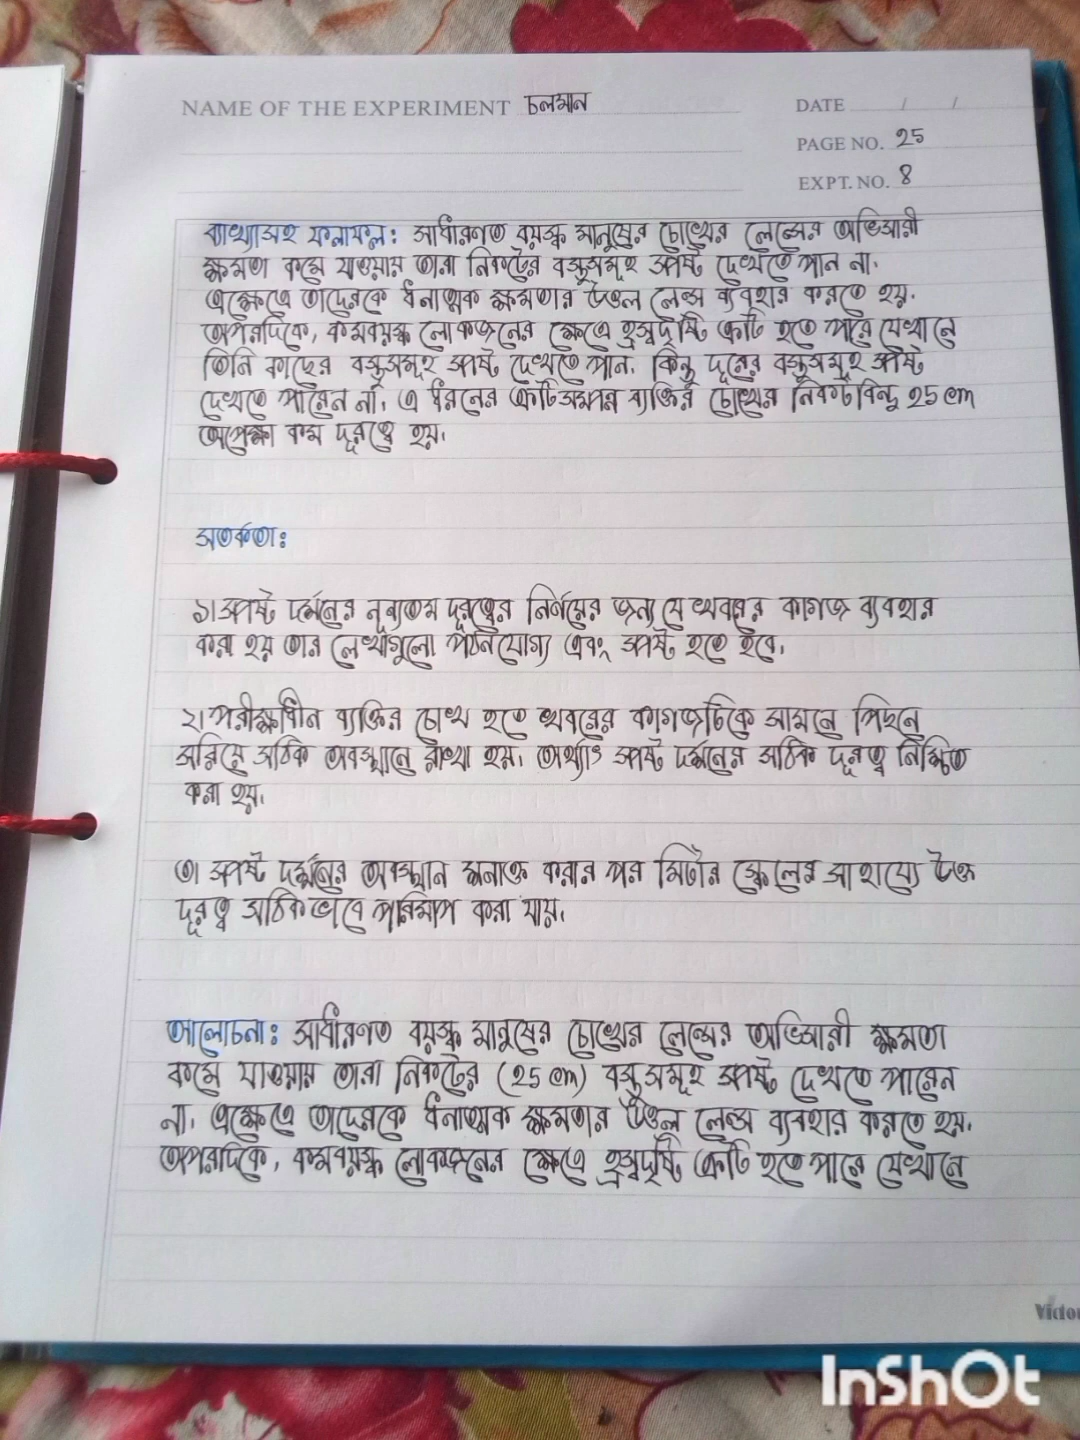 NAME OF THE EXPERIMENT চলমান
DATE / /
PAGE NO. 25
EXPT. NO. 8
ব্যাখ্যাসহ ফলাফল: সাধারণত বয়স্ক মানুষের চোখের লেন্সের অভিসারী
ক্ষমতা কমে যাওয়ায় তারা নিকটের বস্তুসমূহ স্পষ্ট দেখতে পান না।
এক্ষেত্রে তাদেরকে ধনাত্মক ক্ষমতার উত্তল লেন্স ব্যবহার করতে হয়।
অপরদিকে, কমবয়স্ক লোকজনের ক্ষেত্রে হ্রস্বদৃষ্টি ত্রুটি হতে পারে যেখানে
তিনি কাছের বস্তুসমূহ স্পষ্ট দেখতে পান। কিন্তু দূরের বস্তুসমূহ স্পষ্ট
দেখতে পারেন না। এ ধরনের ত্রুটিসম্পন্ন ব্যক্তির চোখের নিকটবিন্দু 25 cm
অপেক্ষা কম দূরত্বে হয়।
সতর্কতা:
১। স্পষ্ট দর্শনের নূন্যতম দূরত্বের নির্ণয়ের জন্য যে খবরের কাগজ ব্যবহার
করা হয় তার লেখাগুলো পঠনযোগ্য এবং স্পষ্ট হতে হবে।
২। পরীক্ষাধীন ব্যক্তির চোখ হতে খবরের কাগজটিকে সামনে পিছনে
সরিয়ে সঠিক অবস্থানে রাখা হয়। অর্থ্যাৎ স্পষ্ট দর্শনের সঠিক দূরত্ব নিশ্চিত
করা হয়।
৩। স্পষ্ট দর্শনের অবস্থান শনাক্ত করার পর মিটার স্কেলের সাহায্যে উক্ত
দূরত্ব সঠিকভাবে পরিমাপ করা যায়।
আলোচনা: সাধারণত বয়স্ক মানুষের চোখের লেন্সের অভিসারী ক্ষমতা
কমে যাওয়ায় তারা নিকটের (25 cm) বস্তুসমূহ স্পষ্ট দেখতে পারেন
না। এক্ষেত্রে তাদেরকে ধনাত্মক ক্ষমতার উত্তল লেন্স ব্যবহার করতে হয়।
অপরদিকে, কমবয়স্ক লোকজনের ক্ষেত্রে হ্রস্বদৃষ্টি ত্রুটি হতে পারে যেখানে
InShOt